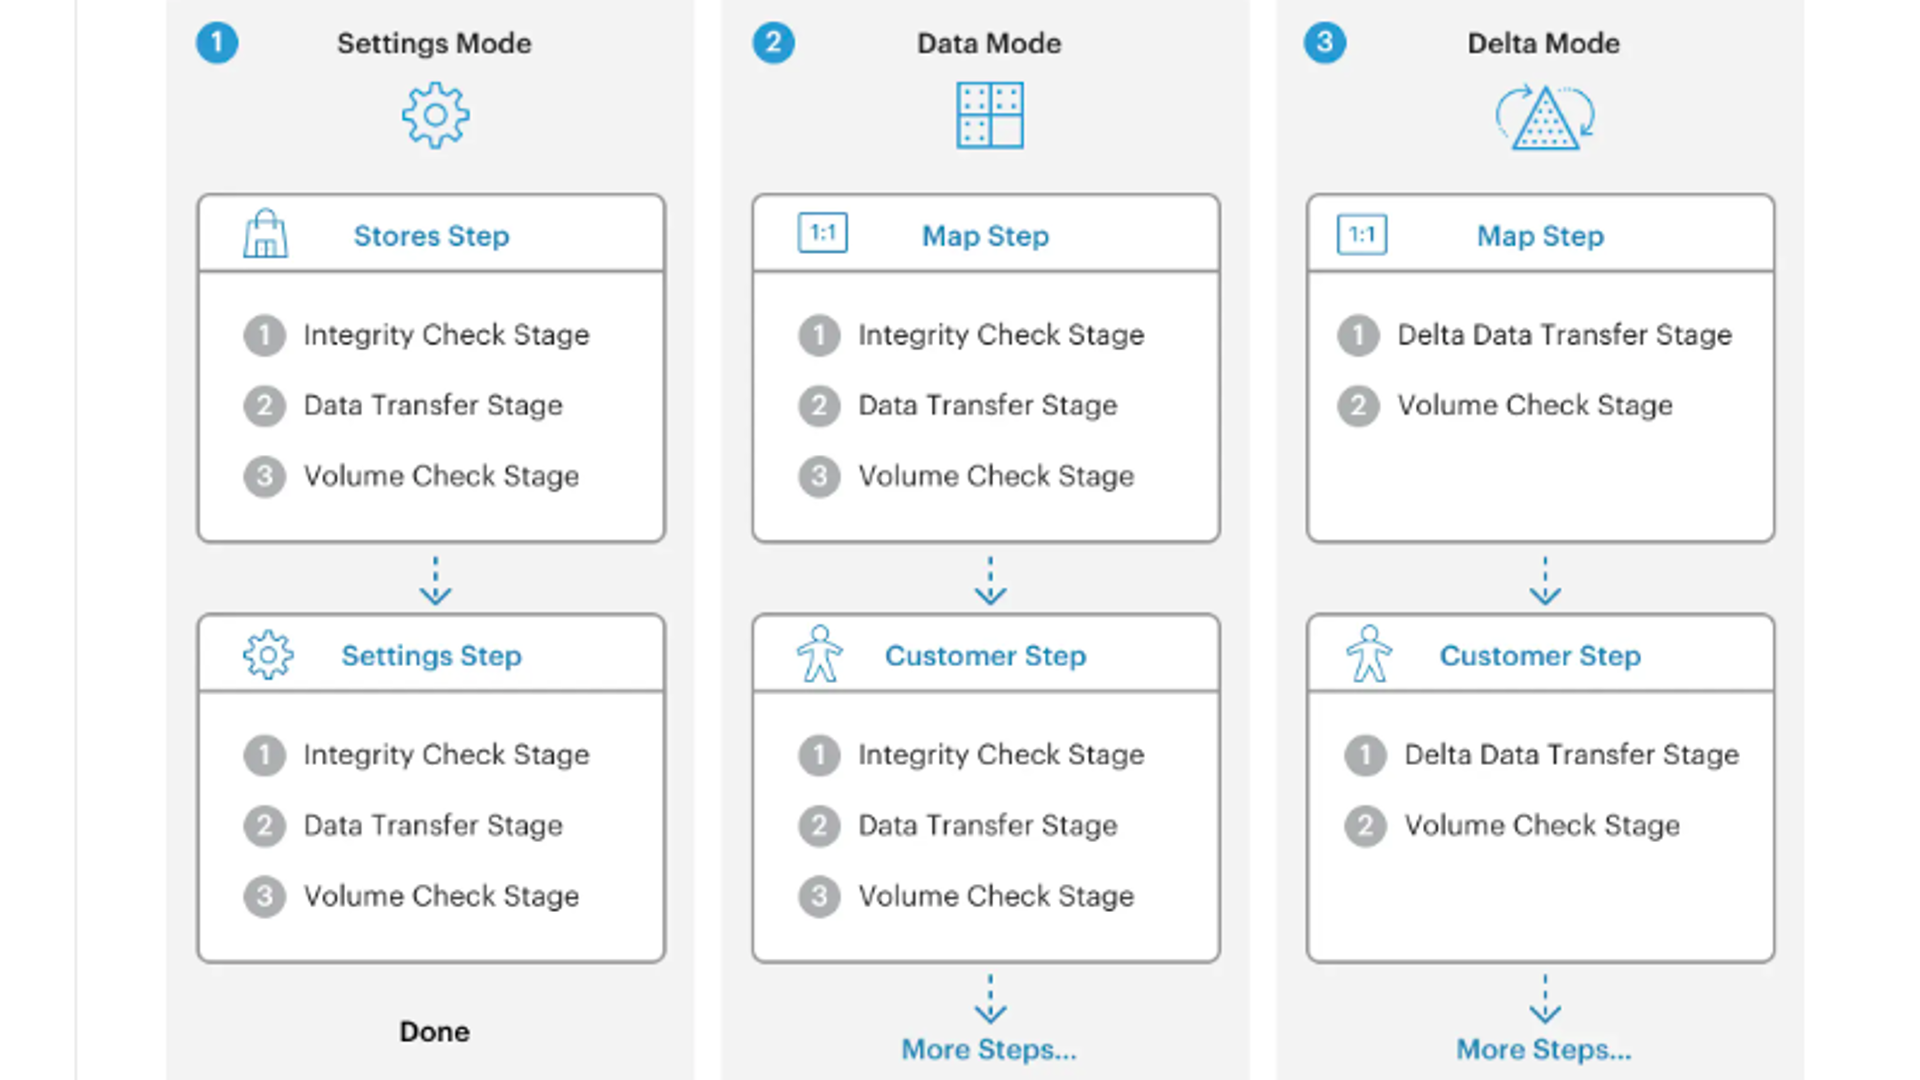 1 Settings Mode
Stores Step
1 Integrity Check Stage
2 Data Transfer Stage
3 Volume Check Stage
Settings Step
1 Integrity Check Stage
2 Data Transfer Stage
3 Volume Check Stage
Done
2 Data Mode
1:1 Map Step
1 Integrity Check Stage
2 Data Transfer Stage
3 Volume Check Stage
Customer Step
1 Integrity Check Stage
2 Data Transfer Stage
3 Volume Check Stage
More Steps...
3 Delta Mode
1:1 Map Step
1 Delta Data Transfer Stage
2 Volume Check Stage
Customer Step
1 Delta Data Transfer Stage
2 Volume Check Stage
More Steps...